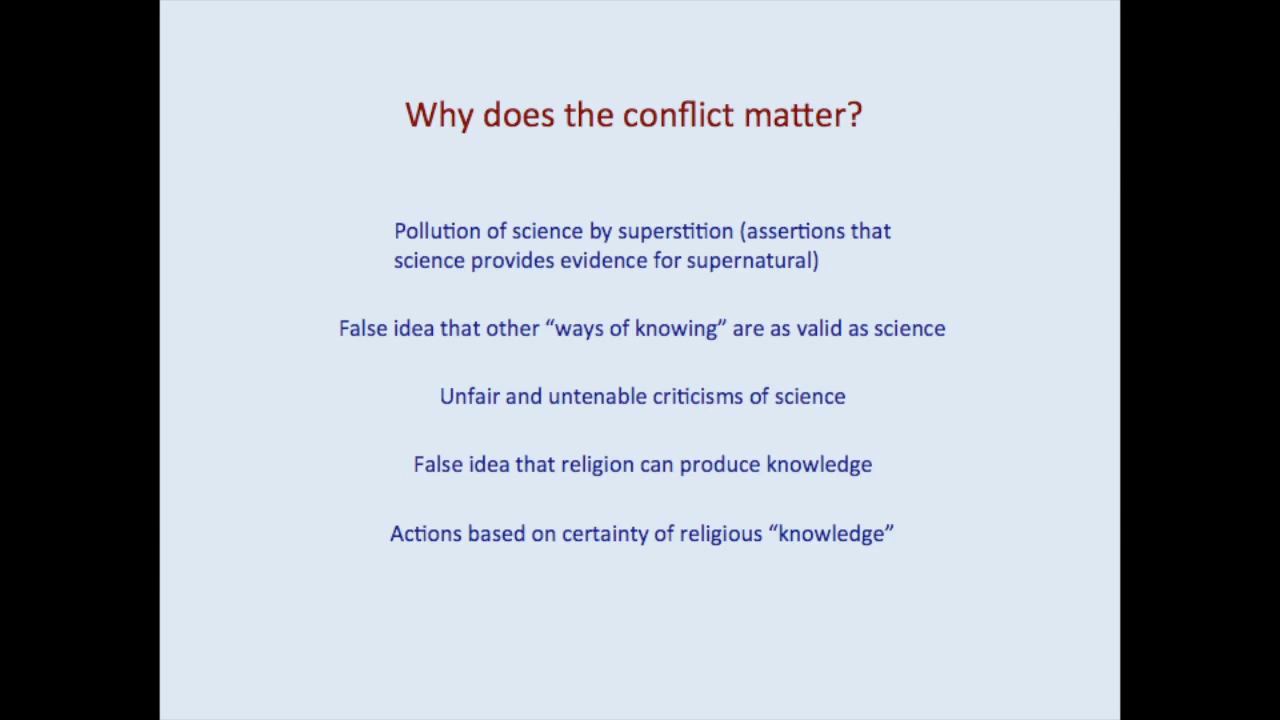 Why does the conflict matter?
Pollution of science by superstition (assertions that
science provides evidence for supernatural)
False idea that other “ways of knowing” are as valid as science
Unfair and untenable criticisms of science
False idea that religion can produce knowledge
Actions based on certainty of religious “knowledge”